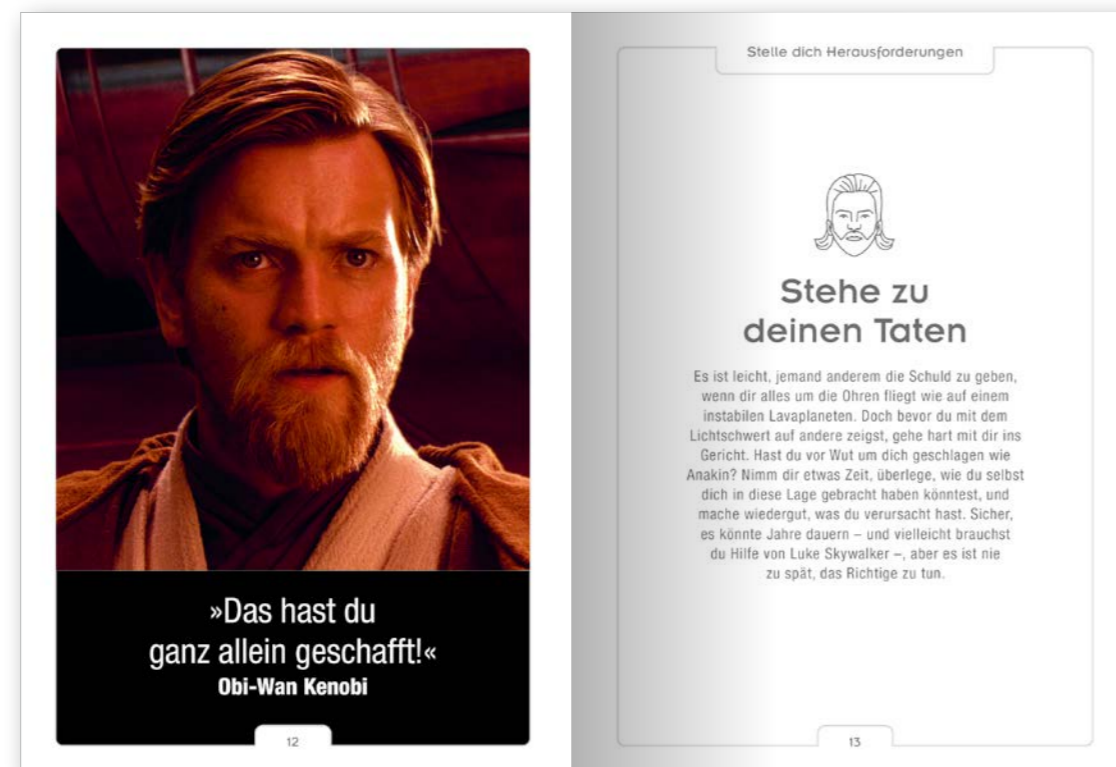 »Das hast du
ganz allein geschafft!«
Obi-Wan Kenobi
12
Stelle dich Herausforderungen
Stehe zu
deinen Taten
Es ist leicht, jemand anderem die Schuld zu geben,
wenn dir alles um die Ohren fliegt wie auf einem
instabilen Lavaplaneten. Doch bevor du mit dem
Lichtschwert auf andere zeigst, gehe hart mit dir ins
Gericht. Hast du vor Wut um dich geschlagen wie
Anakin? Nimm dir etwas Zeit, überlege, wie du selbst
dich in diese Lage gebracht haben könntest, und
mache wiedergut, was du verursacht hast. Sicher,
es könnte Jahre dauern – und vielleicht brauchst
du Hilfe von Luke Skywalker –, aber es ist nie
zu spät, das Richtige zu tun.
13